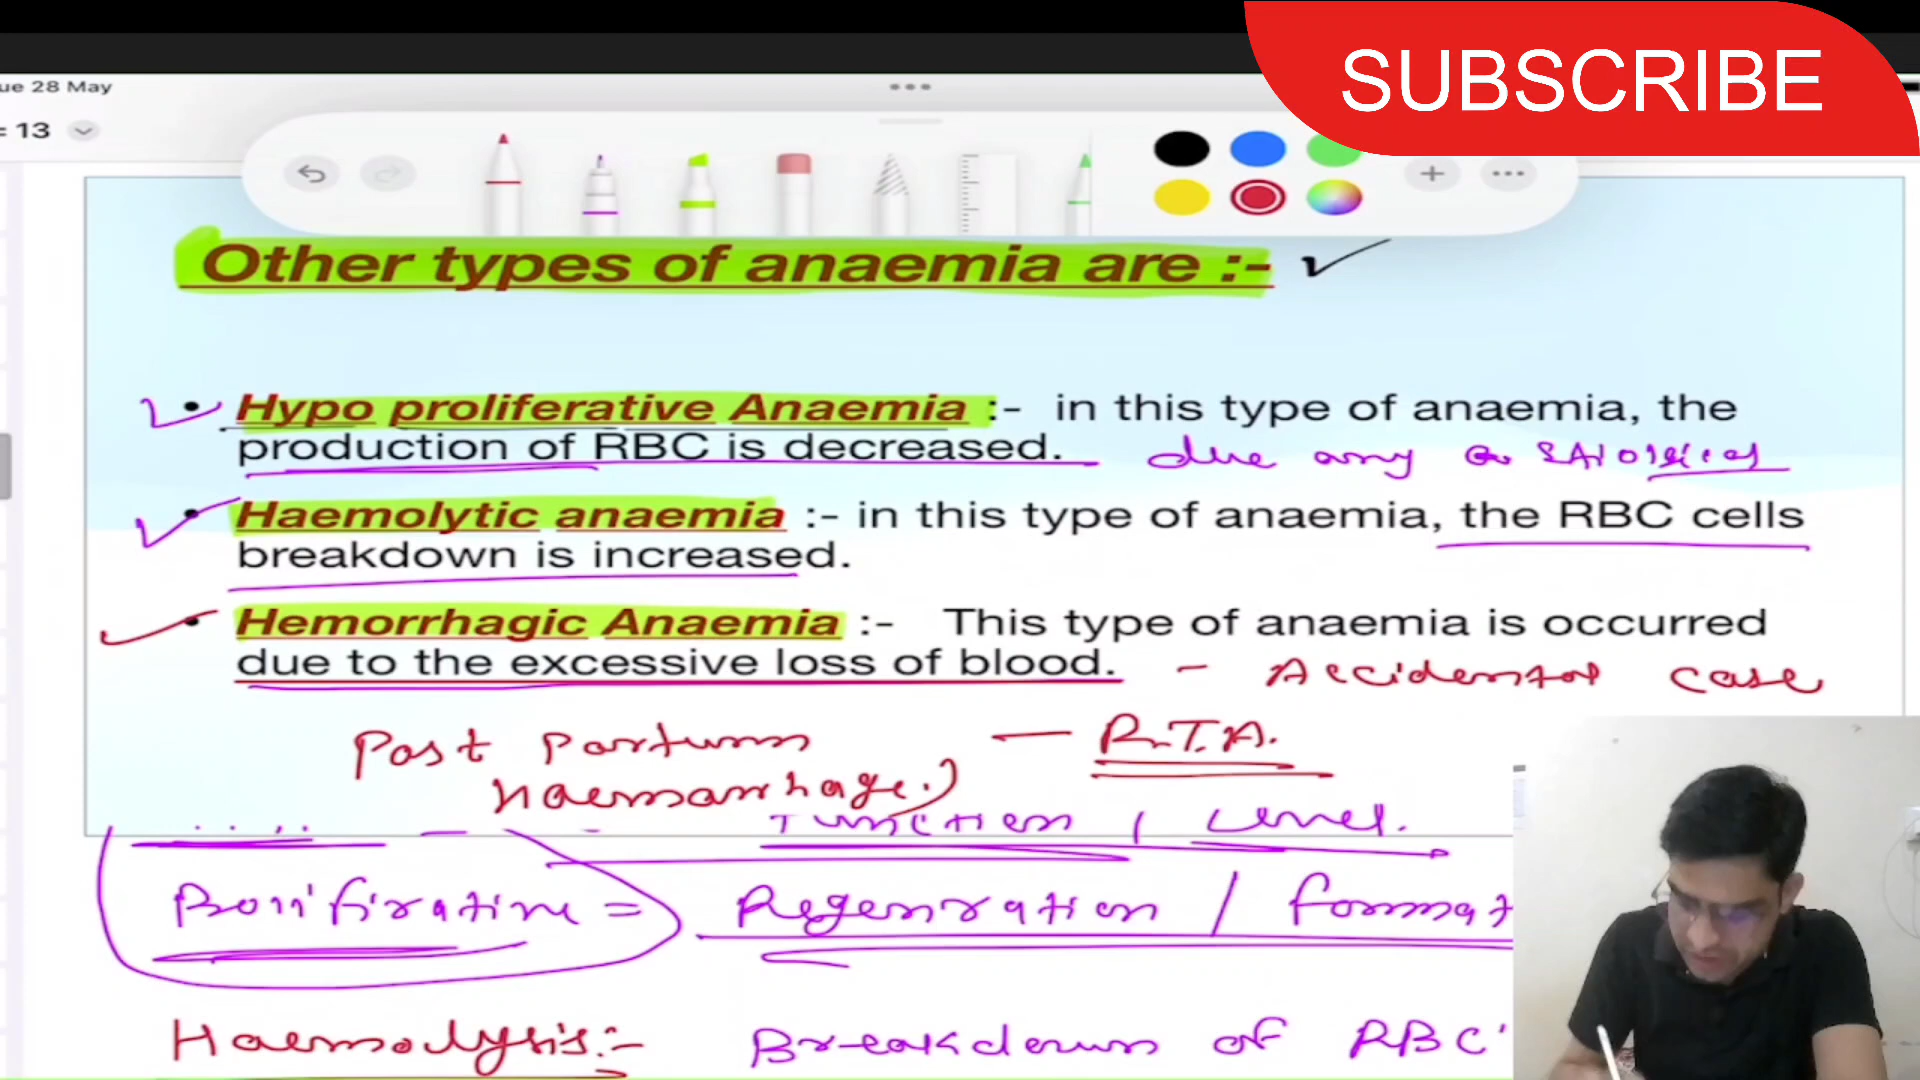 SUBSCRIBE
ue 28 May
= 13
Other types of anaemia are :-
• Hypo proliferative Anaemia :- in this type of anaemia, the
production of RBC is decreased. due any
• Haemolytic anaemia :- in this type of anaemia, the RBC cells
breakdown is increased.
• Hemorrhagic Anaemia :- This type of anaemia is occurred
due to the excessive loss of blood. - Accidental case
Post Partum — R.T.A.
haemorrhage.)
function / Level.
= Regenration / format
Haemolysis:- Breakdown of RBC'